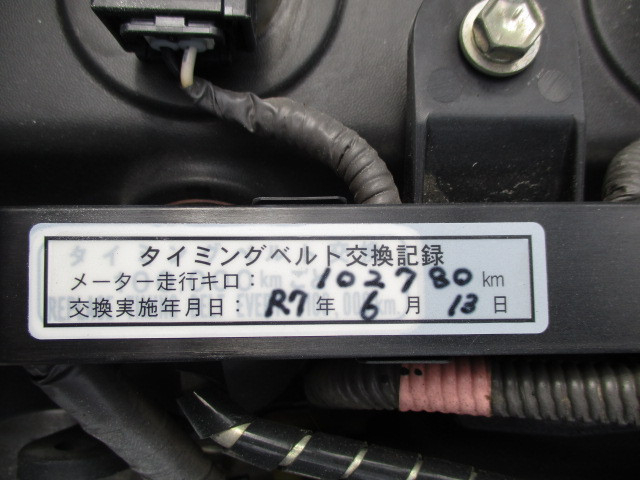 タイミングベルト交換記録
メーター走行キロ： 102780 km
交換実施年月日： R7 年 6 月 13 日